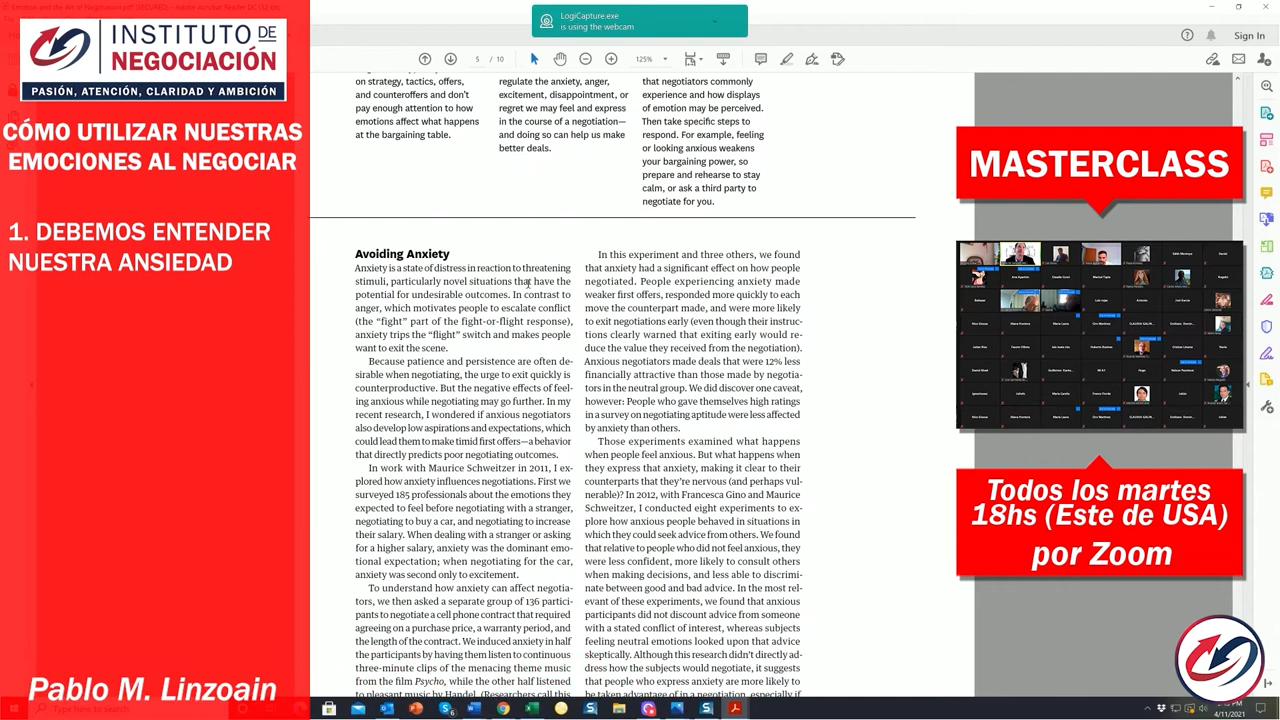 INSTITUTO DE
NEGOCIACIÓN
PASIÓN, ATENCIÓN, CLARIDAD Y AMBICIÓN
CÓMO UTILIZAR NUESTRAS
EMOCIONES AL NEGOCIAR
1. DEBEMOS ENTENDER
NUESTRA ANSIEDAD
Pablo M. Linzoain
LogiCapture.exe
is using the webcam
Sign In
5 / 10
125%
on strategy, tactics, offers,
and counteroffers and don't
pay enough attention to how
emotions affect what happens
at the bargaining table.
regulate the anxiety, anger,
excitement, disappointment, or
regret we may feel and express
in the course of a negotiation—
and doing so can help us make
better deals.
that negotiators commonly
experience and how displays
of emotion may be perceived.
Then take specific steps to
respond. For example, feeling
or looking anxious weakens
your bargaining power, so
prepare and rehearse to stay
calm, or ask a third party to
negotiate for you.
Avoiding Anxiety
Anxiety is a state of distress in reaction to threatening
stimuli, particularly novel situations that have the
potential for undesirable outcomes. In contrast to
anger, which motivates people to escalate conflict
(the “fight” part of the fight-or-flight response),
anxiety trips the “flight” switch and makes people
want to exit the scene.
Because patience and persistence are often de-
sirable when negotiating, the urge to exit quickly is
counterproductive. But the negative effects of feel-
ing anxious while negotiating may go further. In my
recent research, I wondered if anxious negotiators
also develop low aspirations and expectations, which
could lead them to make timid first offers—a behavior
that directly predicts poor negotiating outcomes.
In work with Maurice Schweitzer in 2011, I ex-
plored how anxiety influences negotiations. First we
surveyed 185 professionals about the emotions they
expected to feel before negotiating with a stranger,
negotiating to buy a car, and negotiating to increase
their salary. When dealing with a stranger or asking
for a higher salary, anxiety was the dominant emo-
tional expectation; when negotiating for the car,
anxiety was second only to excitement.
To understand how anxiety can affect negotia-
tors, we then asked a separate group of 136 partici-
pants to negotiate a cell phone contract that required
agreeing on a purchase price, a warranty period, and
the length of the contract. We induced anxiety in half
the participants by having them listen to continuous
three-minute clips of the menacing theme music
from the film Psycho, while the other half listened
to pleasant music by Handel. (Researchers call this
In this experiment and three others, we found
that anxiety had a significant effect on how people
negotiated. People experiencing anxiety made
weaker first offers, responded more quickly to each
move the counterpart made, and were more likely
to exit negotiations early (even though their instruc-
tions clearly warned that exiting early would re-
duce the value they received from the negotiation).
Anxious negotiators made deals that were 12% less
financially attractive than those made by negotia-
tors in the neutral group. We did discover one caveat,
however: People who gave themselves high ratings
in a survey on negotiating aptitude were less affected
by anxiety than others.
Those experiments examined what happens
when people feel anxious. But what happens when
they express that anxiety, making it clear to their
counterparts that they're nervous (and perhaps vul-
nerable)? In 2012, with Francesca Gino and Maurice
Schweitzer, I conducted eight experiments to ex-
plore how anxious people behaved in situations in
which they could seek advice from others. We found
that relative to people who did not feel anxious, they
were less confident, more likely to consult others
when making decisions, and less able to discrimi-
nate between good and bad advice. In the most rel-
evant of these experiments, we found that anxious
participants did not discount advice from someone
with a stated conflict of interest, whereas subjects
feeling neutral emotions looked upon that advice
skeptically. Although this research didn't directly ad-
dress how the subjects would negotiate, it suggests
that people who express anxiety are more likely to
be taken advantage of in a negotiation, especially if
MASTERCLASS
Todos los martes
18hs (Este de USA)
por Zoom
4/11/2021